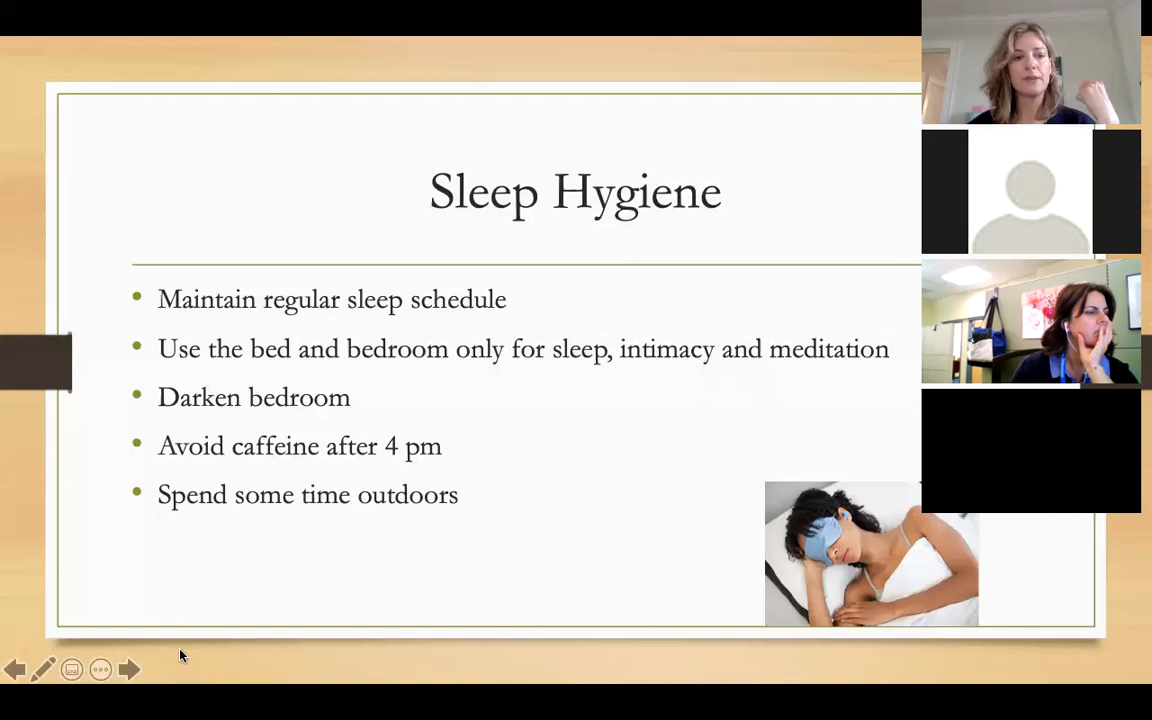 Sleep Hygiene
Maintain regular sleep schedule
Use the bed and bedroom only for sleep, intimacy and meditation
Darken bedroom
Avoid caffeine after 4 pm
Spend some time outdoors